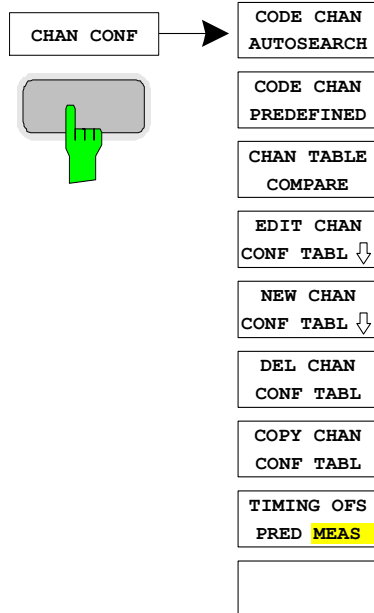 CHAN CONF
CODE CHAN
AUTOSEARCH
CODE CHAN
PREDEFINED
CHAN TABLE
COMPARE
EDIT CHAN
CONF TABL
NEW CHAN
CONF TABL
DEL CHAN
CONF TABL
COPY CHAN
CONF TABL
TIMING OFS
PRED MEAS